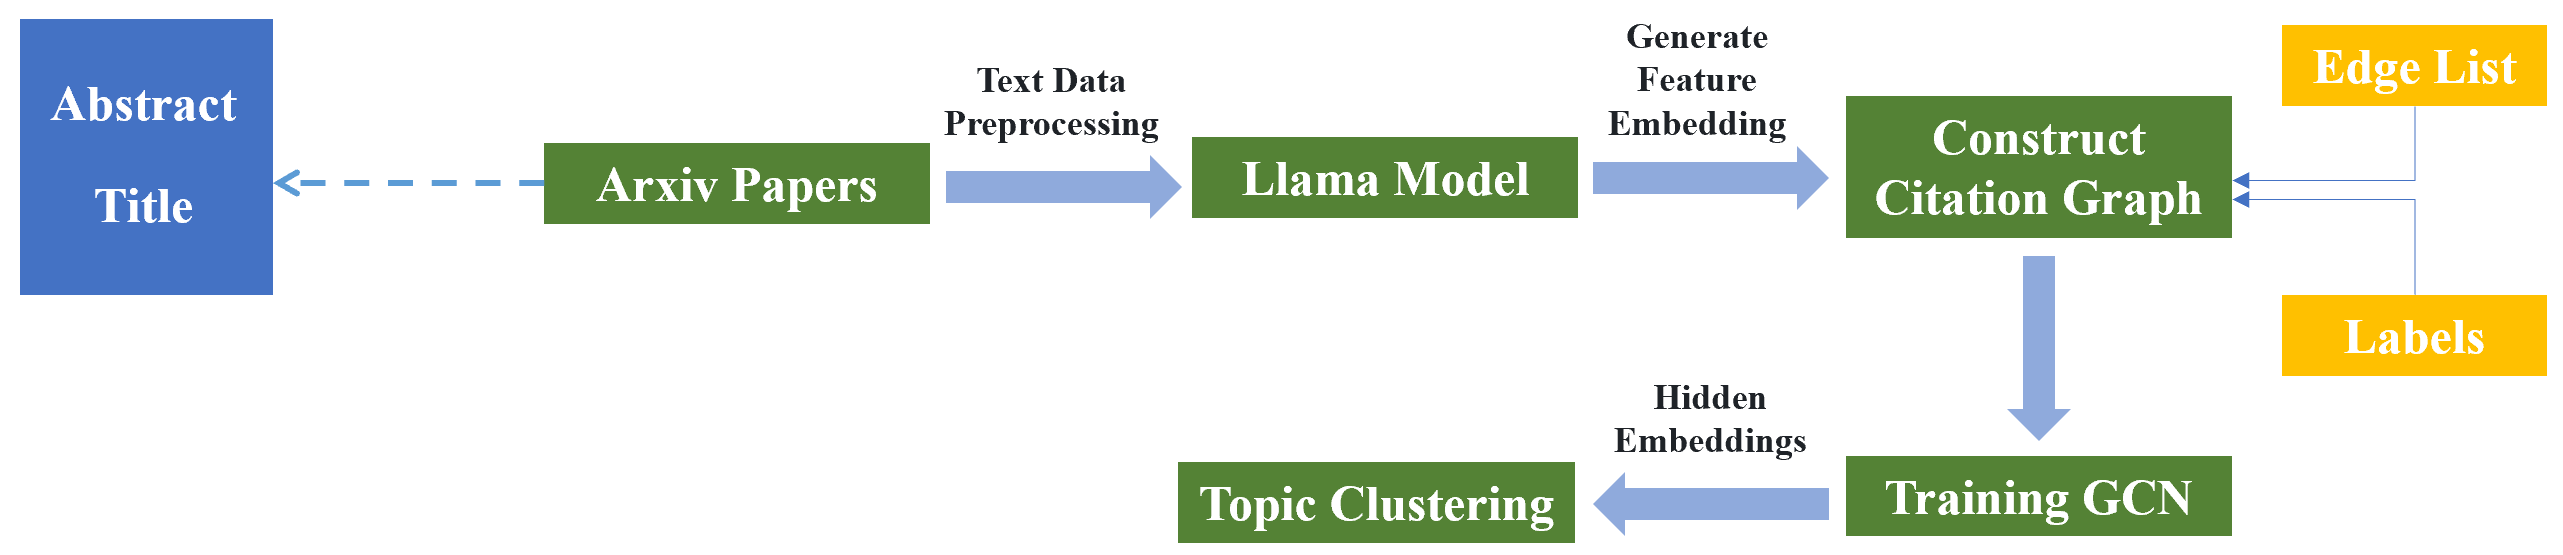 Abstract
Title
Arxiv Papers
Text Data
Preprocessing
Llama Model
Generate
Feature
Embedding
Construct
Citation Graph
Edge List
Labels
Training GCN
Hidden
Embeddings
Topic Clustering